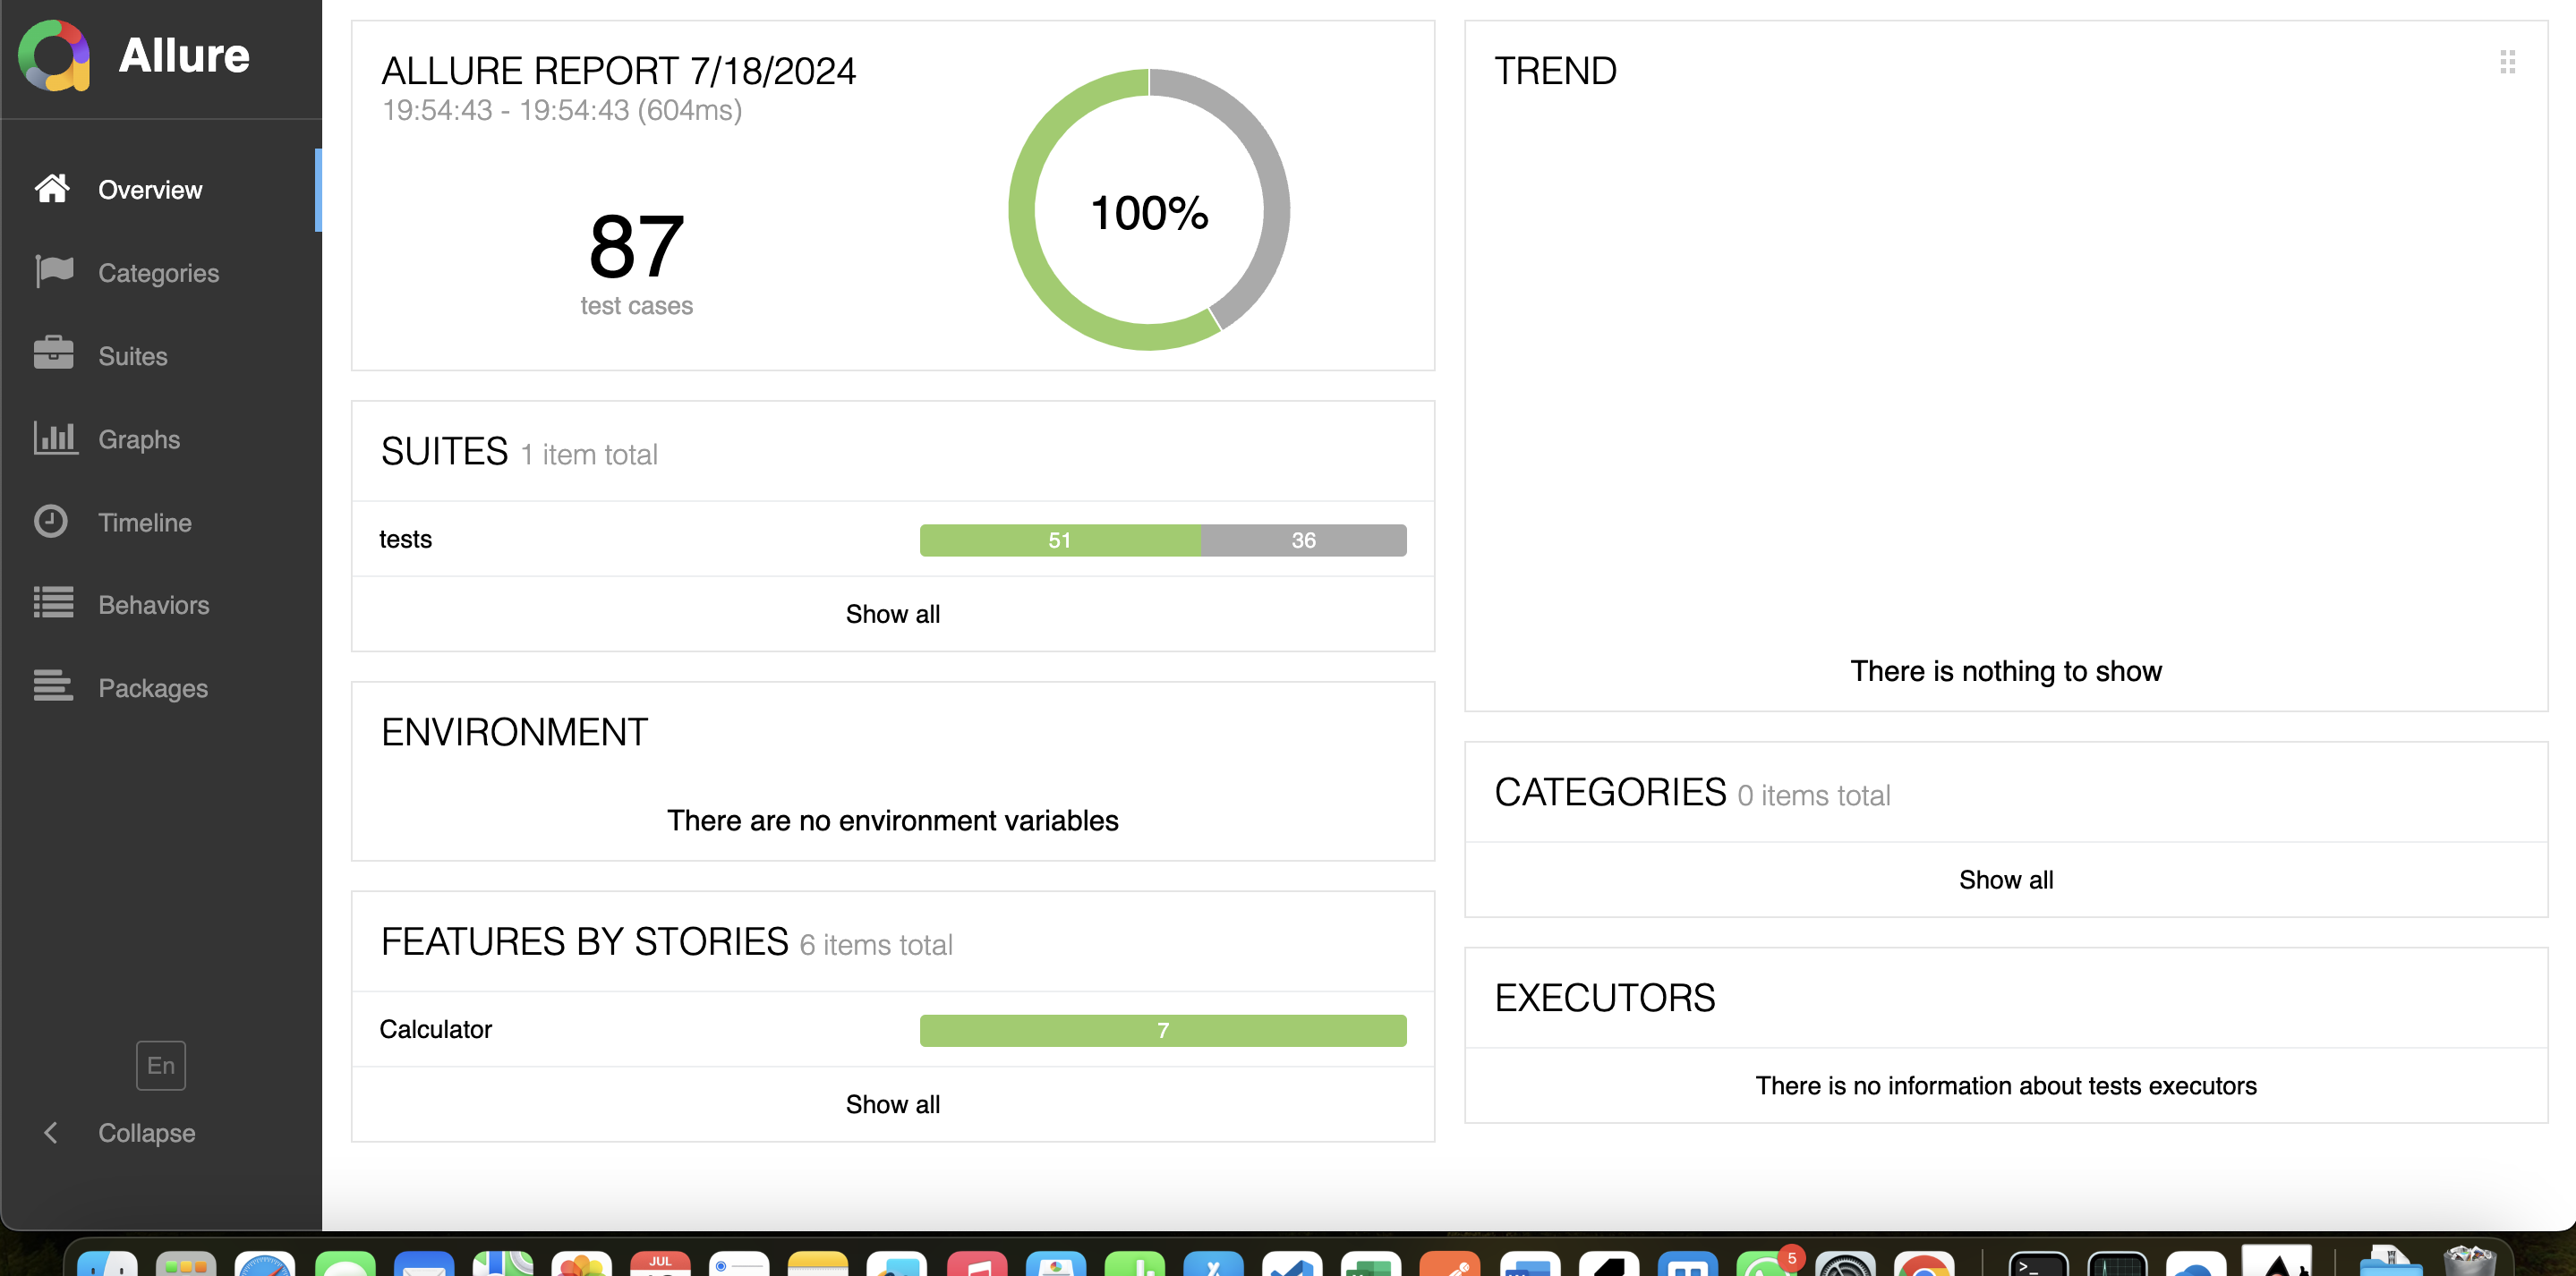 Allure
Overview
Categories
Suites
Graphs
Timeline
Behaviors
Packages
En
Collapse
ALLURE REPORT 7/18/2024
19:54:43 - 19:54:43 (604ms)
87
test cases
100%
SUITES 1 item total
tests 51 36
Show all
ENVIRONMENT
There are no environment variables
FEATURES BY STORIES 6 items total
Calculator 7
Show all
TREND
There is nothing to show
CATEGORIES 0 items total
Show all
EXECUTORS
There is no information about tests executors
JUL
5